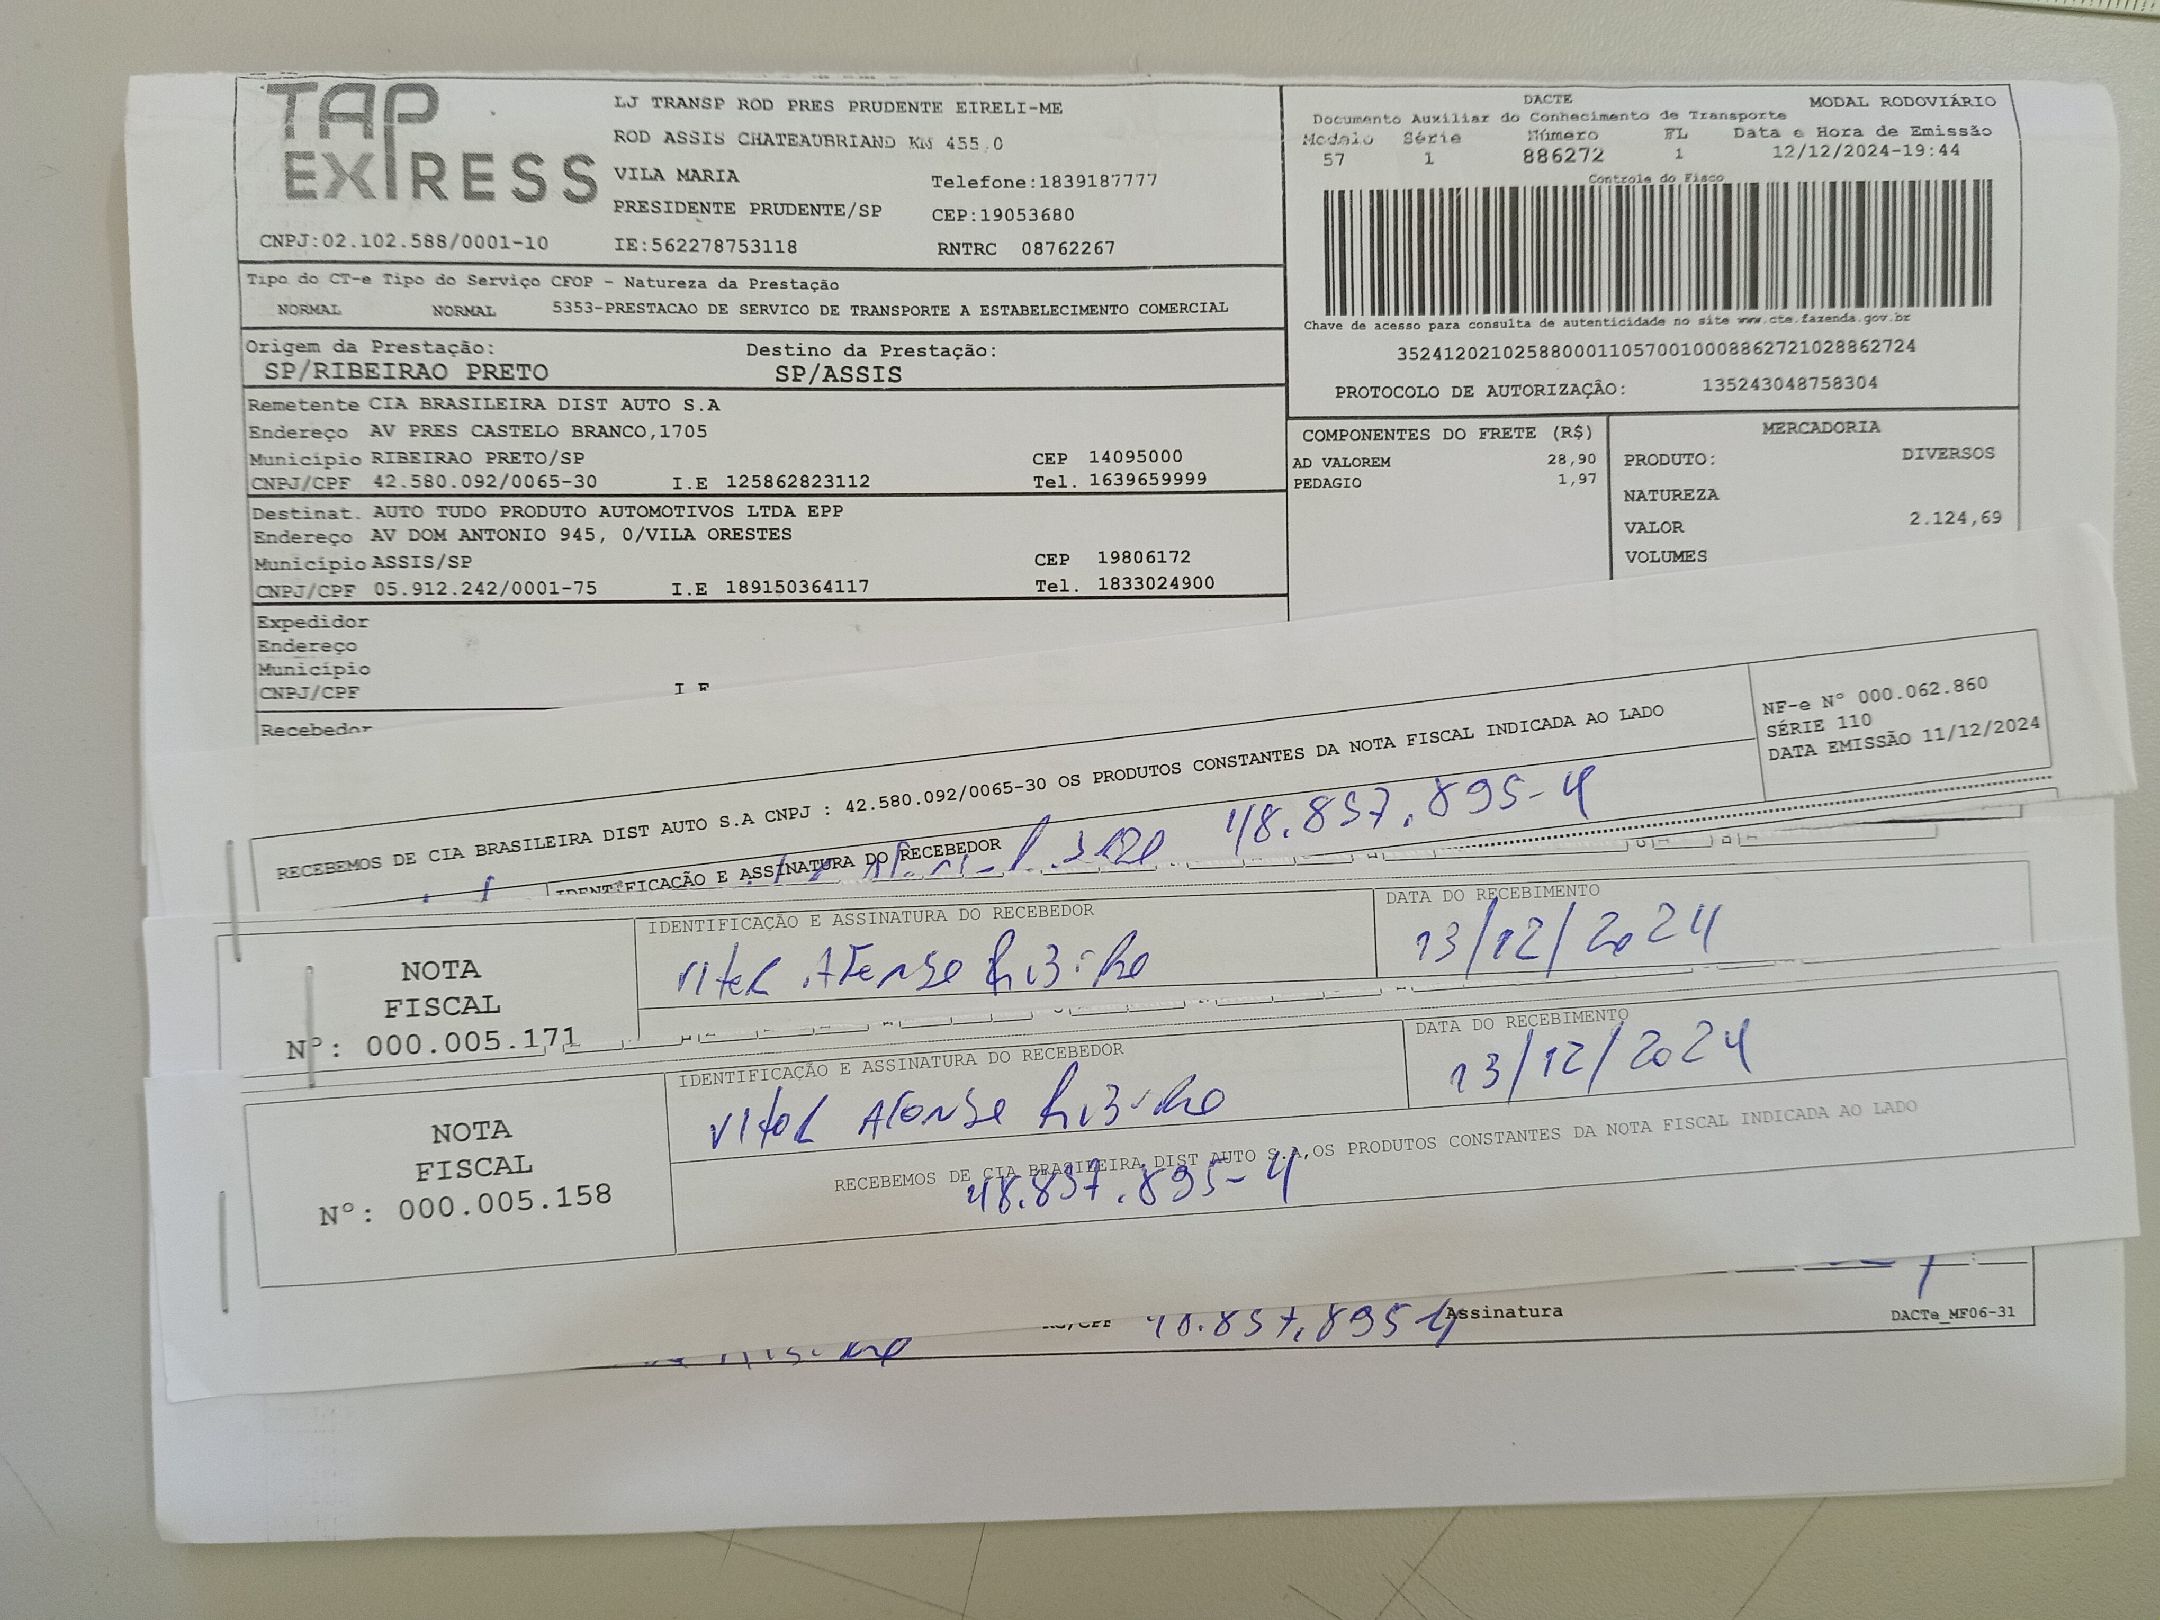 TAP EXPRESS
CNPJ:02.102.588/0001-10
LJ TRANSP ROD PRES PRUDENTE EIRELI-ME
ROD ASSIS CHATEAUBRIAND KM 455,0
VILA MARIA
Telefone:1839187777
PRESIDENTE PRUDENTE/SP
CEP:19053680
IE:562278753118
RNTRC 08762267
DACTE
MODAL RODOVIÁRIO
Documento Auxiliar do Conhecimento de Transporte
Modelo Série Número FL Data e Hora de Emissão
57 1 886272 1 12/12/2024-19:44
Controle do Fisco
Chave de acesso para consulta de autenticidade no site www.cte.fazenda.gov.br
35241202102588000110570010008862721028862724
PROTOCOLO DE AUTORIZAÇÃO: 135243048758304
Tipo do CT-e Tipo do Serviço CFOP - Natureza da Prestação
NORMAL NORMAL 5353-PRESTACAO DE SERVICO DE TRANSPORTE A ESTABELECIMENTO COMERCIAL
Origem da Prestação: Destino da Prestação:
SP/RIBEIRAO PRETO SP/ASSIS
Remetente CIA BRASILEIRA DIST AUTO S.A
Endereço AV PRES CASTELO BRANCO,1705
Município RIBEIRAO PRETO/SP CEP 14095000
CNPJ/CPF 42.580.092/0065-30 I.E 125862823112 Tel. 1639659999
Destinat. AUTO TUDO PRODUTO AUTOMOTIVOS LTDA EPP
Endereço AV DOM ANTONIO 945, 0/VILA ORESTES
Município ASSIS/SP CEP 19806172
CNPJ/CPF 05.912.242/0001-75 I.E 189150364117 Tel. 1833024900
COMPONENTES DO FRETE (R$)
AD VALOREM 28,90
PEDAGIO 1,97
MERCADORIA
PRODUTO: DIVERSOS
NATUREZA
VALOR 2.124,69
VOLUMES
Expedidor
Endereço
Município
CNPJ/CPF I E
Recebedor
RECEBEMOS DE CIA BRASILEIRA DIST AUTO S.A CNPJ : 42.580.092/0065-30 OS PRODUTOS CONSTANTES DA NOTA FISCAL INDICADA AO LADO
NF-e N° 000.062.860
SÉRIE 110
DATA EMISSÃO 11/12/2024
IDENTIFICAÇÃO E ASSINATURA DO RECEBEDOR
48.857.895-4
NOTA
FISCAL
N°: 000.005.171
IDENTIFICAÇÃO E ASSINATURA DO RECEBEDOR
Vitor Afonso
DATA DO RECEBIMENTO
13/12/2024
NOTA
FISCAL
N°: 000.005.158
IDENTIFICAÇÃO E ASSINATURA DO RECEBEDOR
Vitor Afonso
DATA DO RECEBIMENTO
13/12/2024
RECEBEMOS DE CIA BRASILEIRA DIST AUTO S.A,OS PRODUTOS CONSTANTES DA NOTA FISCAL INDICADA AO LADO
48.857.895-4
48.857.895 4
Assinatura
DACTe_MF06-31